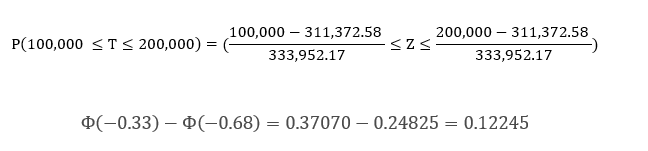 P(100,000 ≤ T ≤ 200,000) = (100,000 − 311,372.58 / 333,952.17 ≤ Z ≤ 200,000 − 311,372.58 / 333,952.17)
Φ(−0.33) − Φ(−0.68) = 0.37070 − 0.24825 = 0.12245